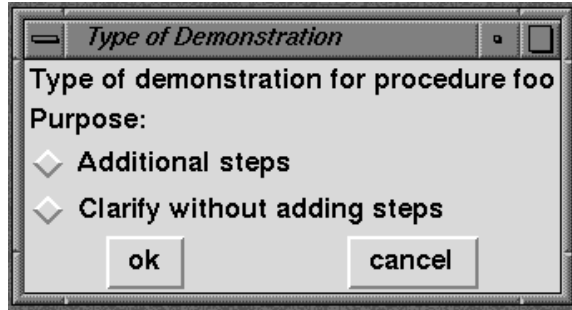 Type of Demonstration
Type of demonstration for procedure foo
Purpose:
Additional steps
Clarify without adding steps
ok cancel